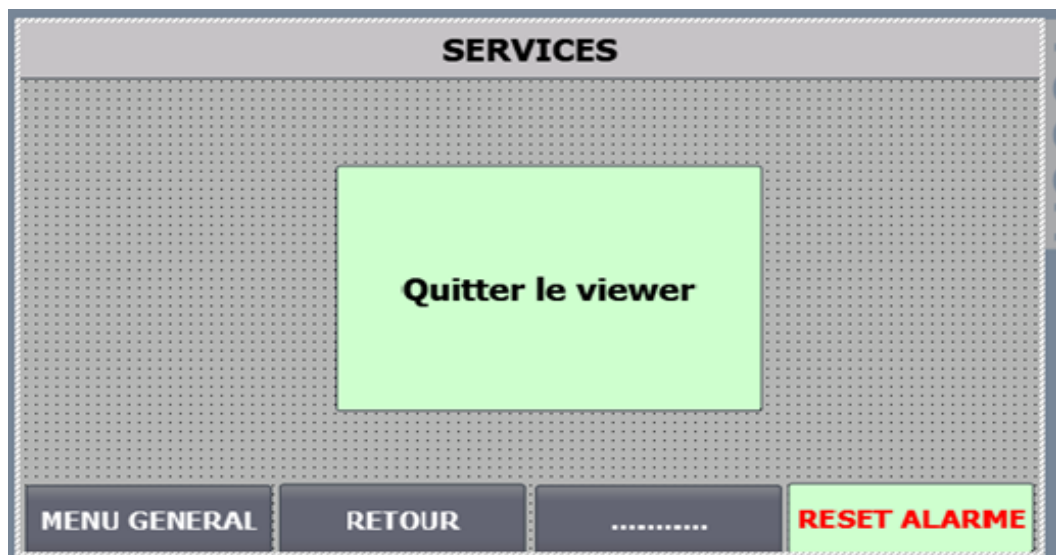 SERVICES
Quitter le viewer
MENU GENERAL
RETOUR
...........
RESET ALARME